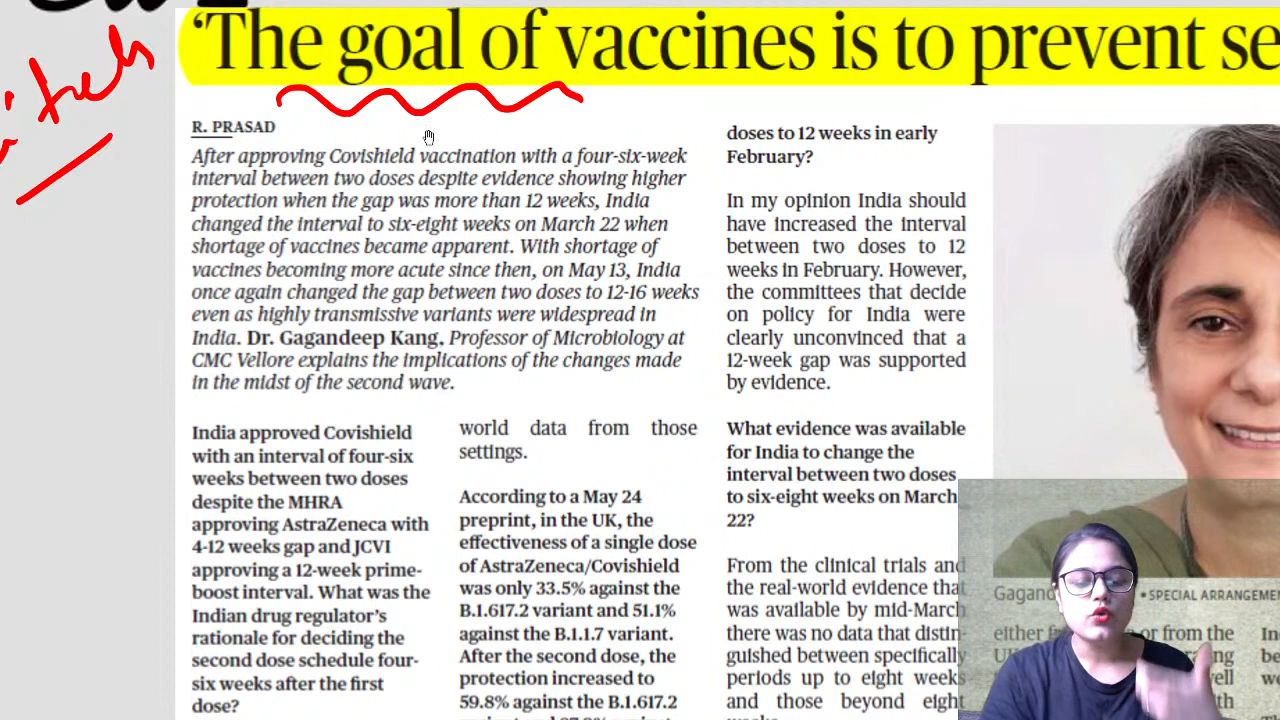 'The goal of vaccines is to prevent se
R. PRASAD
After approving Covishield vaccination with a four-six-week
interval between two doses despite evidence showing higher
protection when the gap was more than 12 weeks, India
changed the interval to six-eight weeks on March 22 when
shortage of vaccines became apparent. With shortage of
vaccines becoming more acute since then, on May 13, India
once again changed the gap between two doses to 12-16 weeks
even as highly transmissive variants were widespread in
India. Dr. Gagandeep Kang, Professor of Microbiology at
CMC Vellore explains the implications of the changes made
in the midst of the second wave.
India approved Covishield
with an interval of four-six
weeks between two doses
despite the MHRA
approving AstraZeneca with
4-12 weeks gap and JCVI
approving a 12-week prime-
boost interval. What was the
Indian drug regulator's
rationale for deciding the
second dose schedule four-
six weeks after the first
dose?
world data from those
settings.
According to a May 24
preprint, in the UK, the
effectiveness of a single dose
of AstraZeneca/Covishield
was only 33.5% against the
B.1.617.2 variant and 51.1%
against the B.1.1.7 variant.
After the second dose, the
protection increased to
59.8% against the B.1.617.2
doses to 12 weeks in early
February?
In my opinion India should
have increased the interval
between two doses to 12
weeks in February. However,
the committees that decide
on policy for India were
clearly unconvinced that a
12-week gap was supported
by evidence.
What evidence was available
for India to change the
interval between two doses
to six-eight weeks on March
22?
From the clinical trials and
the real-world evidence that
was available by mid-March
there was no data that distin-
guished between specifically
periods up to eight weeks
and those beyond eight
Gagand
• SPECIAL ARRANGEME
either f or from the